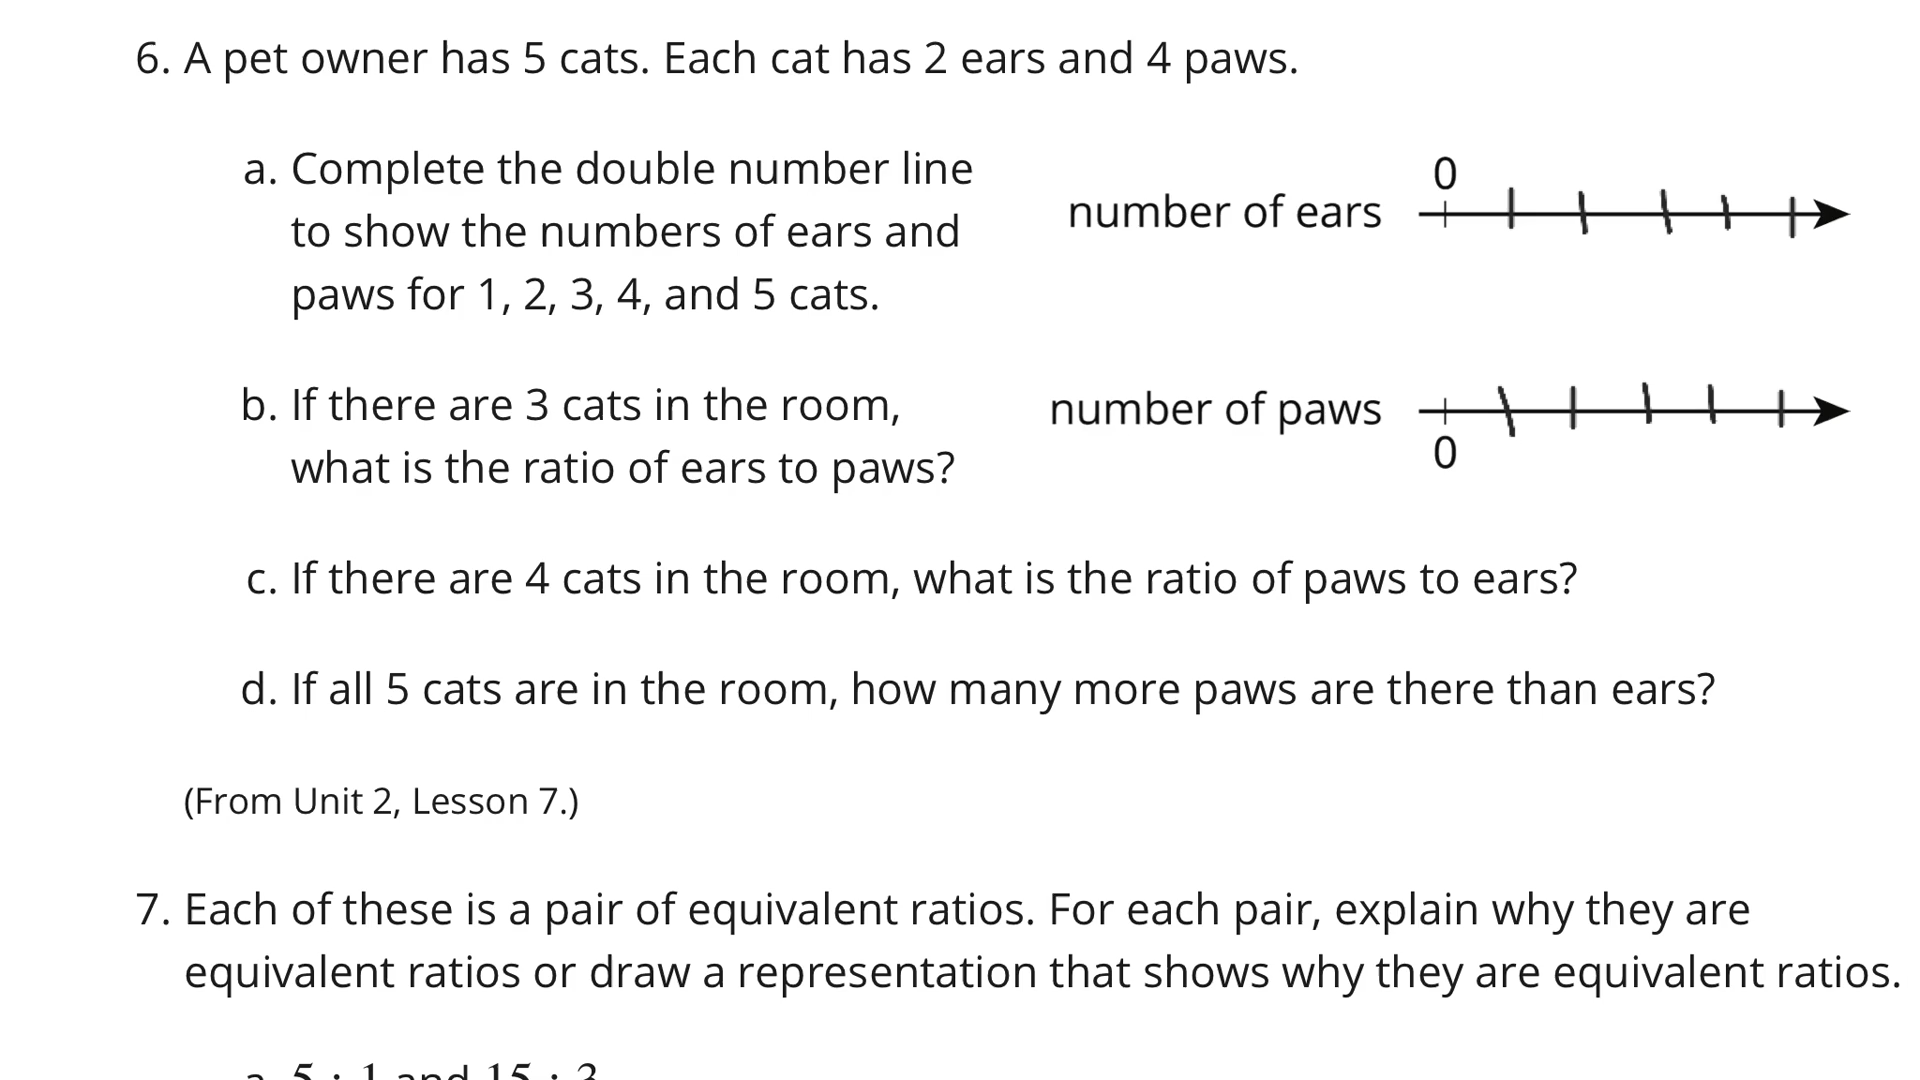 6. A pet owner has 5 cats. Each cat has 2 ears and 4 paws.
a. Complete the double number line
to show the numbers of ears and
paws for 1, 2, 3, 4, and 5 cats.
0
number of ears
b. If there are 3 cats in the room,
what is the ratio of ears to paws?
number of paws
0
c. If there are 4 cats in the room, what is the ratio of paws to ears?
d. If all 5 cats are in the room, how many more paws are there than ears?
(From Unit 2, Lesson 7.)
7. Each of these is a pair of equivalent ratios. For each pair, explain why they are
equivalent ratios or draw a representation that shows why they are equivalent ratios.
a. 5 : 1 and 15 : 3